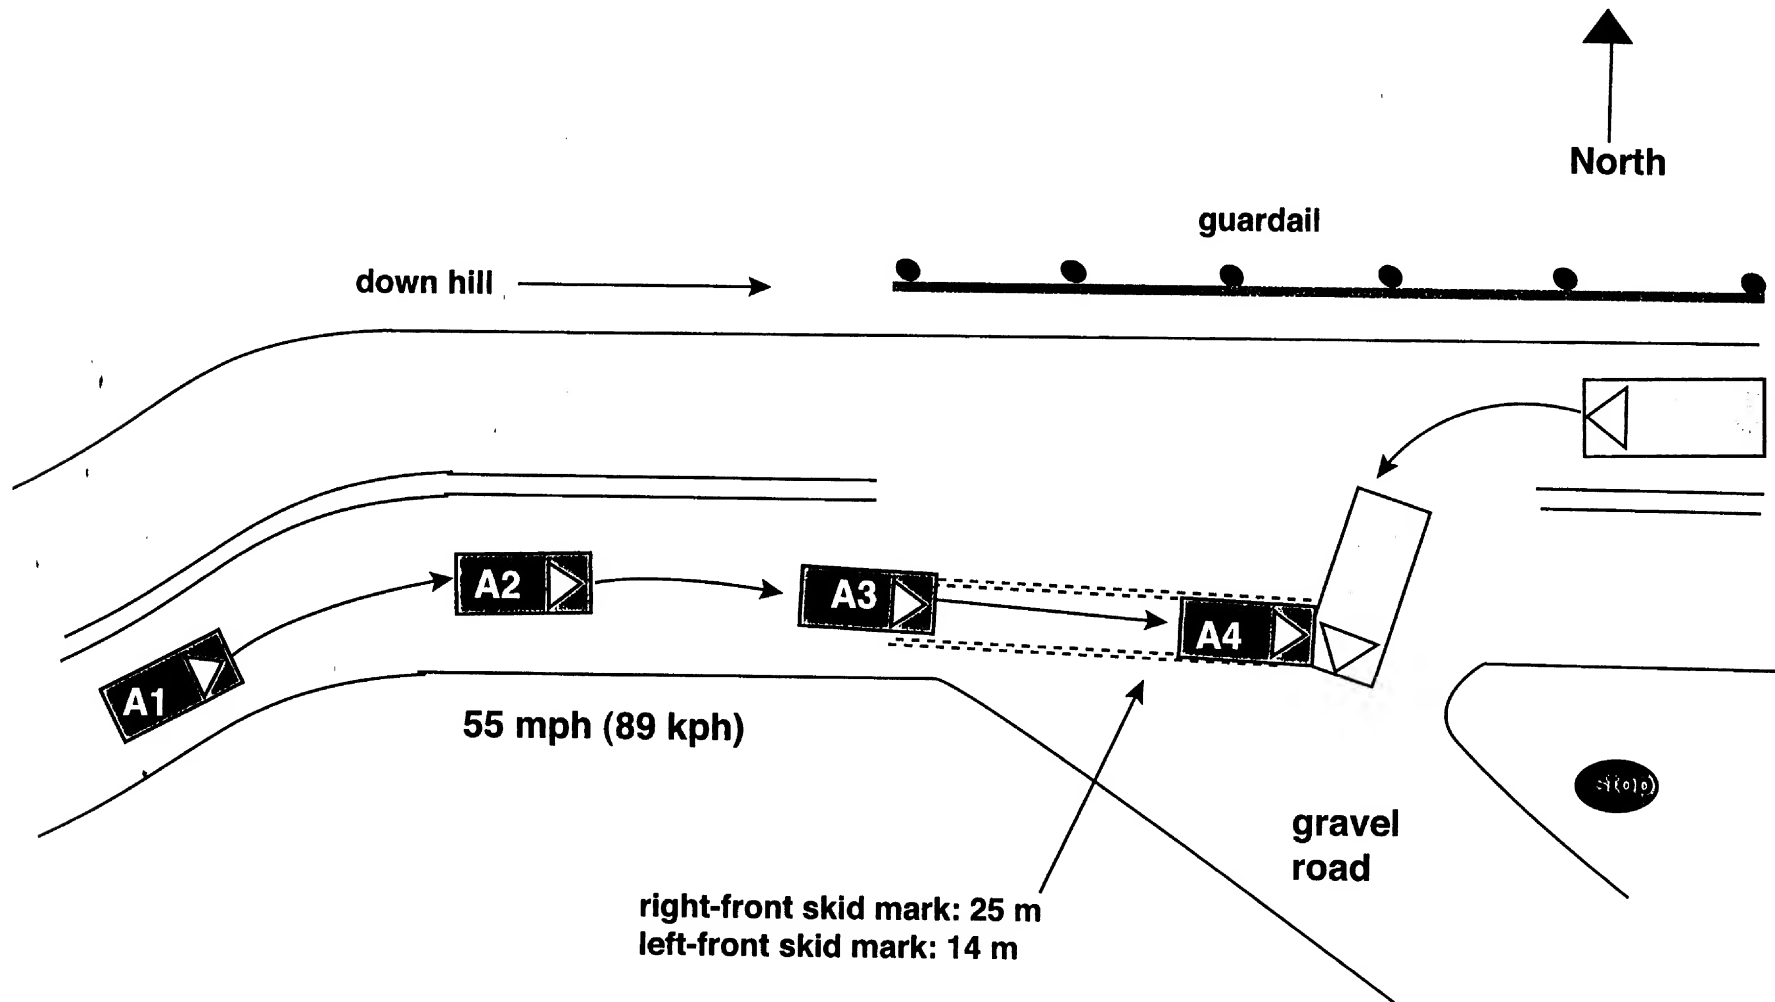 North
guardail
down hill
A1
A2
A3
A4
55 mph (89 kph)
stop
gravel
road
right-front skid mark: 25 m
left-front skid mark: 14 m